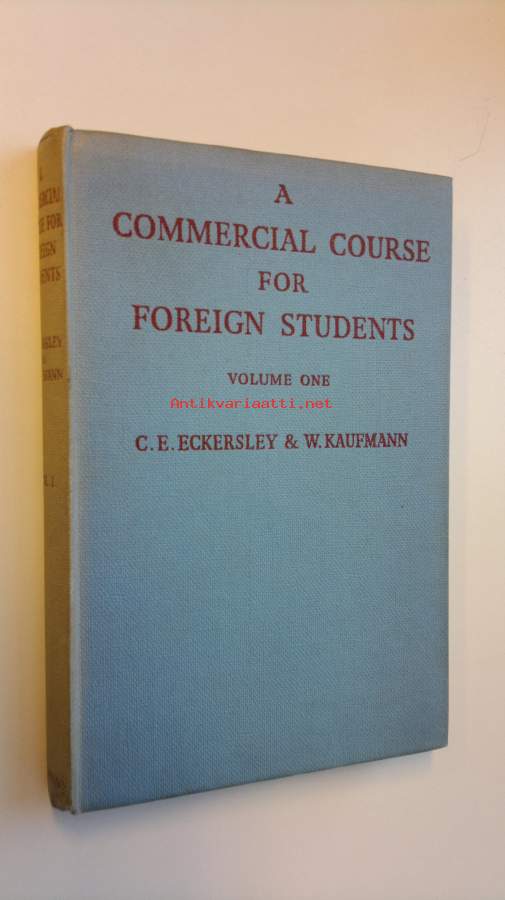 A
COMMERCIAL COURSE
FOR
FOREIGN STUDENTS
VOLUME ONE
Antikvariaatti.net
C. E. ECKERSLEY & W. KAUFMANN